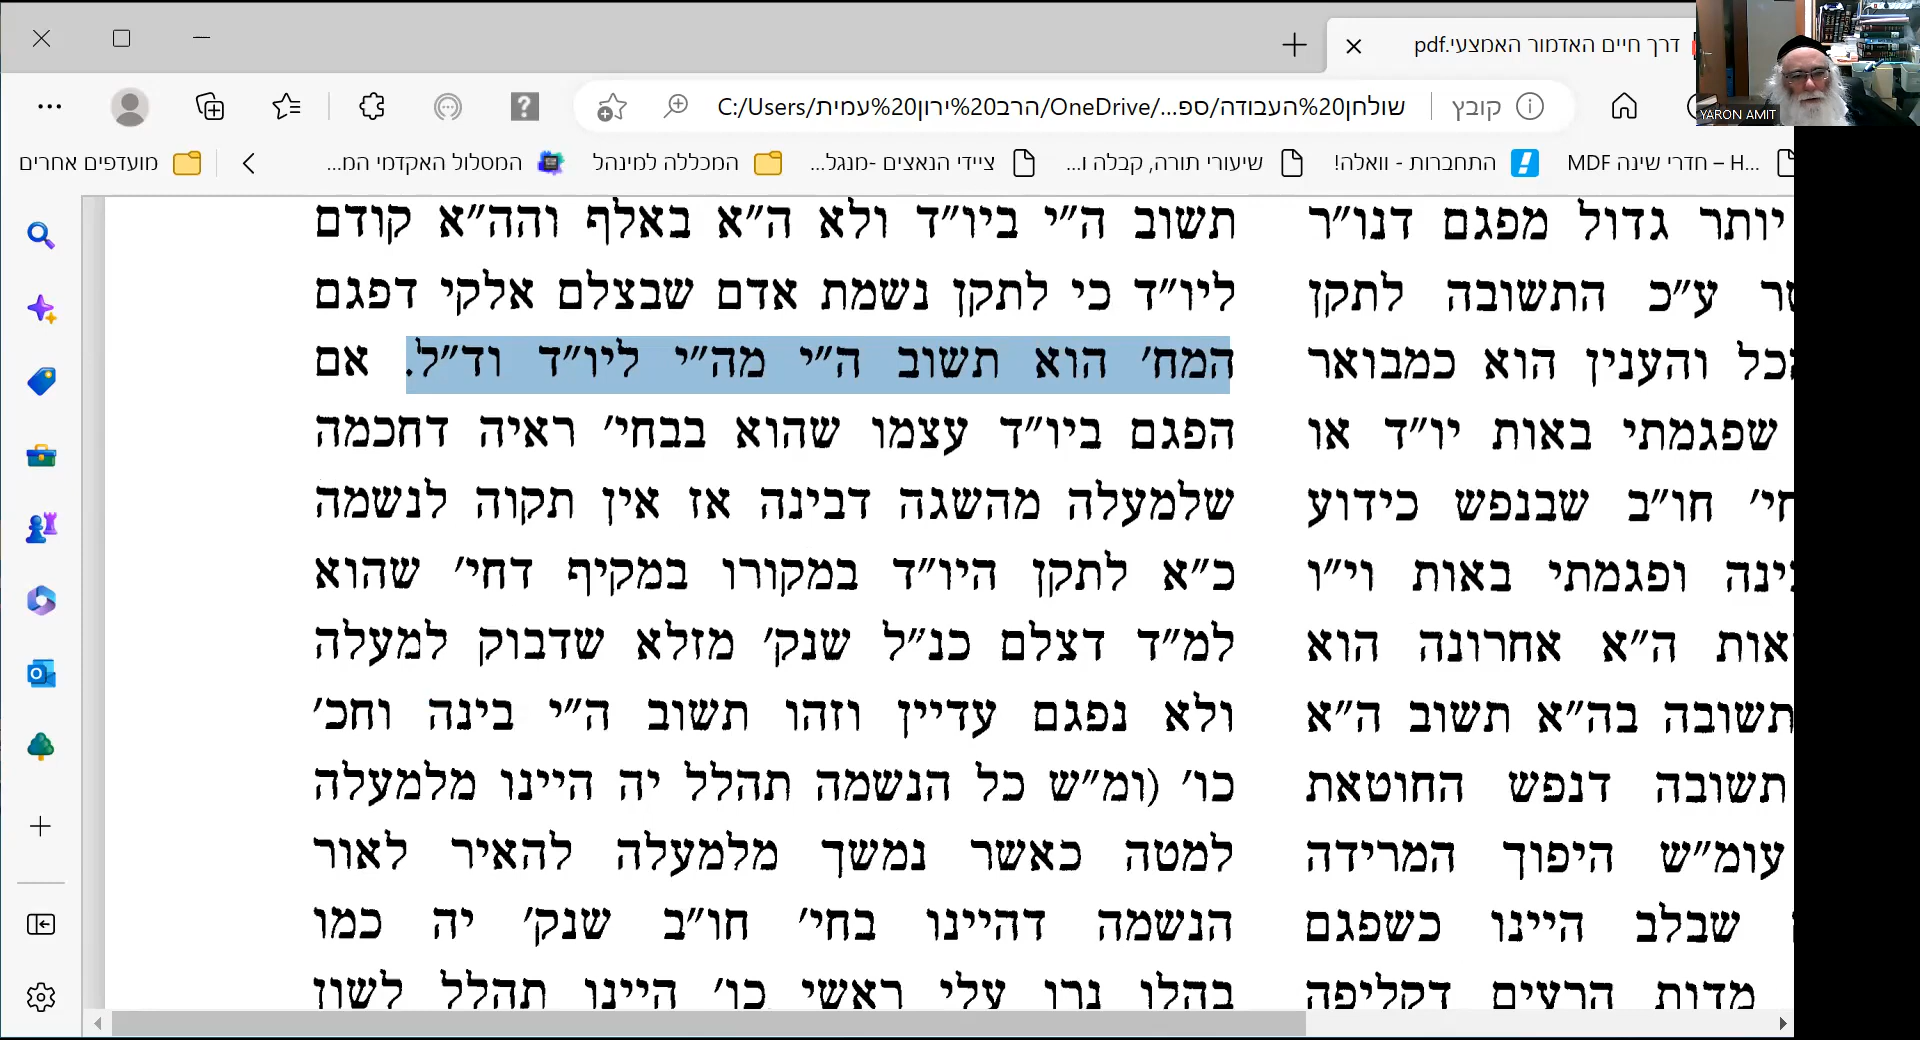 דרך חיים האדמור האמצעי.pdf
YARON AMIT
C:/Users/הרב%20ירון%20עמית/OneDrive/...שולחן%20העבודה/ספ
קובץ
H... – חדרי שינה MDF
התחברות - וואלה!
שיעורי תורה, קבלה ו...
ציידי הנאצים -מנגל...
המכללה למינהל
המסלול האקדמי המ...
מועדפים אחרים
יותר גדול מפגם דנו״ר
ע״כ התשובה לתקן
והענין הוא כמבואר
שפגמתי באות יו״ד או
חו״ב שבנפש כידוע
ופגמתי באות וי״ו
ה״א אחרונה הוא
תשובה בה״א תשוב ה״א
תשובה דנפש החוטאת
עומ״ש היפוך המרידה
שבלב היינו כשפגם
מדות הרעים דקליפה
תשוב ה״י ביו״ד ולא ה״א באלף והה״א קודם
ליו״ד כי לתקן נשמת אדם שבצלם אלקי דפגם
המח׳ הוא תשוב ה״י מה״י ליו״ד וד״ל. אם
הפגם ביו״ד עצמו שהוא בבחי׳ ראיה דחכמה
שלמעלה מהשגה דבינה אז אין תקוה לנשמה
כ״א לתקן היו״ד במקורו במקיף דחי׳ שהוא
למ״ד דצלם כנ״ל שנק׳ מזלא שדבוק למעלה
ולא נפגם עדיין וזהו תשוב ה״י בינה וחכ׳
כו׳ (ומ״ש כל הנשמה תהלל יה היינו מלמעלה
למטה כאשר נמשך מלמעלה להאיר לאור
הנשמה דהיינו בחי׳ חו״ב שנק׳ יה כמו
בהלו נרו עלי ראשי כו׳ היינו תהלל לשון